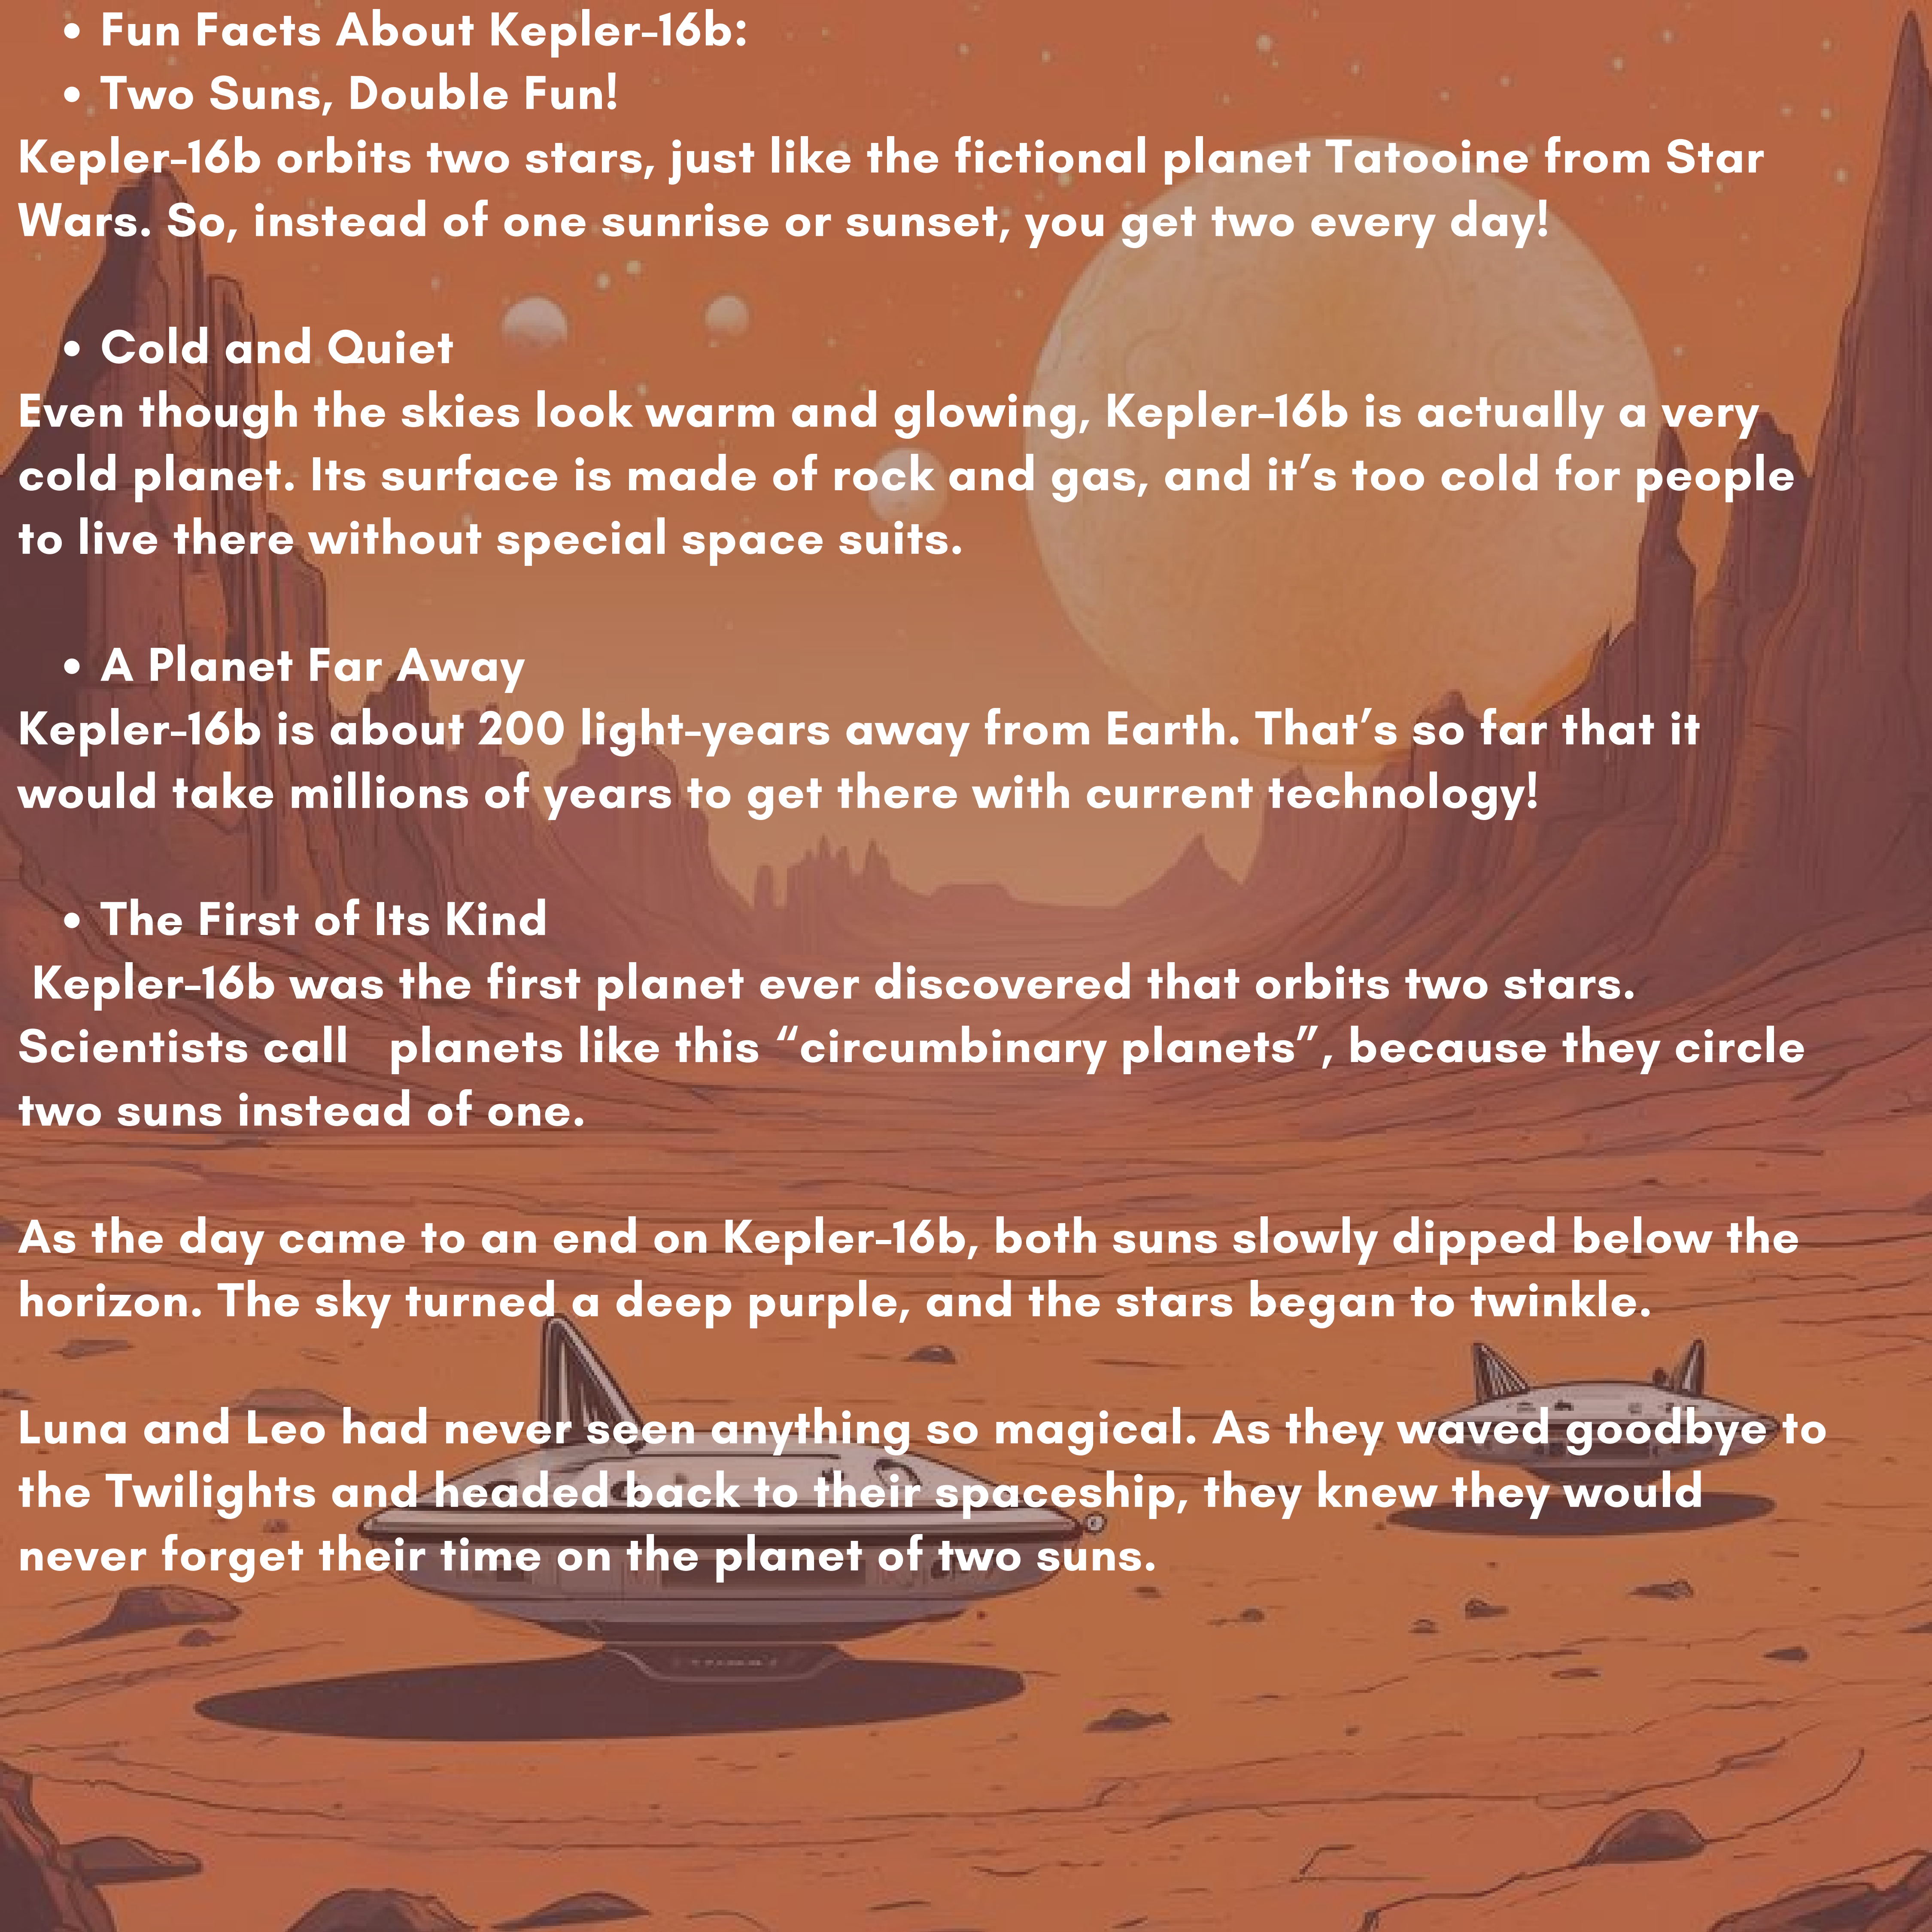 • Fun Facts About Kepler-16b:
• Two Suns, Double Fun!
Kepler-16b orbits two stars, just like the fictional planet Tatooine from Star
Wars. So, instead of one sunrise or sunset, you get two every day!
• Cold and Quiet
Even though the skies look warm and glowing, Kepler-16b is actually a very
cold planet. Its surface is made of rock and gas, and it’s too cold for people
to live there without special space suits.
• A Planet Far Away
Kepler-16b is about 200 light-years away from Earth. That’s so far that it
would take millions of years to get there with current technology!
• The First of Its Kind
Kepler-16b was the first planet ever discovered that orbits two stars.
Scientists call   planets like this “circumbinary planets”, because they circle
two suns instead of one.
As the day came to an end on Kepler-16b, both suns slowly dipped below the
horizon. The sky turned a deep purple, and the stars began to twinkle.
Luna and Leo had never seen anything so magical. As they waved goodbye to
the Twilights and headed back to their spaceship, they knew they would
never forget their time on the planet of two suns.